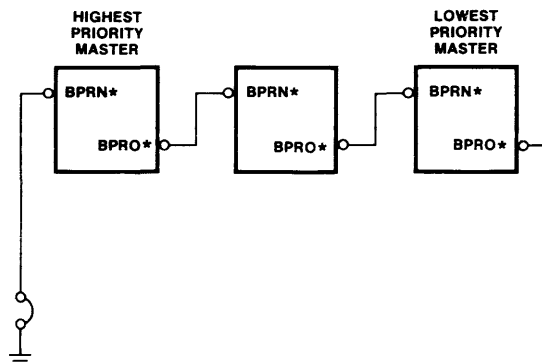 HIGHEST
PRIORITY
MASTER
LOWEST
PRIORITY
MASTER
BPRN*
BPRO*
BPRN*
BPRO*
BPRN*
BPRO*